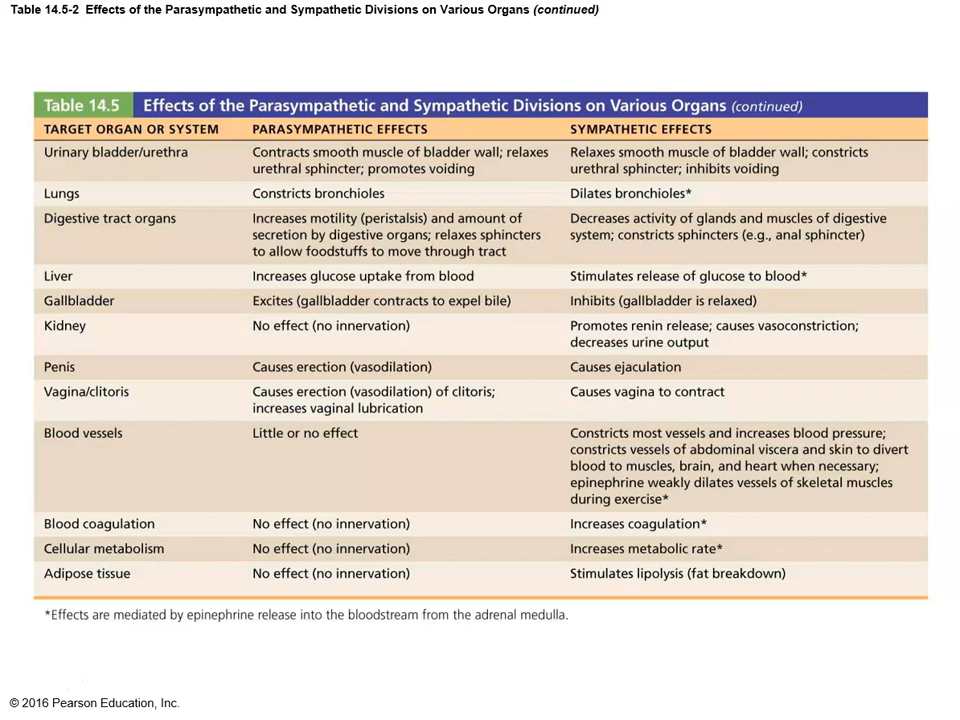 Table 14.5-2 Effects of the Parasympathetic and Sympathetic Divisions on Various Organs (continued)
Table 14.5 Effects of the Parasympathetic and Sympathetic Divisions on Various Organs (continued)
TARGET ORGAN OR SYSTEM PARASYMPATHETIC EFFECTS SYMPATHETIC EFFECTS
Urinary bladder/urethra Contracts smooth muscle of bladder wall; relaxes Relaxes smooth muscle of bladder wall; constricts
urethral sphincter; promotes voiding urethral sphincter; inhibits voiding
Lungs Constricts bronchioles Dilates bronchioles*
Digestive tract organs Increases motility (peristalsis) and amount of Decreases activity of glands and muscles of digestive
secretion by digestive organs; relaxes sphincters system; constricts sphincters (e.g., anal sphincter)
to allow foodstuffs to move through tract
Liver Increases glucose uptake from blood Stimulates release of glucose to blood*
Gallbladder Excites (gallbladder contracts to expel bile) Inhibits (gallbladder is relaxed)
Kidney No effect (no innervation) Promotes renin release; causes vasoconstriction;
decreases urine output
Penis Causes erection (vasodilation) Causes ejaculation
Vagina/clitoris Causes erection (vasodilation) of clitoris; Causes vagina to contract
increases vaginal lubrication
Blood vessels Little or no effect Constricts most vessels and increases blood pressure;
constricts vessels of abdominal viscera and skin to divert
blood to muscles, brain, and heart when necessary;
epinephrine weakly dilates vessels of skeletal muscles
during exercise*
Blood coagulation No effect (no innervation) Increases coagulation*
Cellular metabolism No effect (no innervation) Increases metabolic rate*
Adipose tissue No effect (no innervation) Stimulates lipolysis (fat breakdown)
*Effects are mediated by epinephrine release into the bloodstream from the adrenal medulla.
© 2016 Pearson Education, Inc.